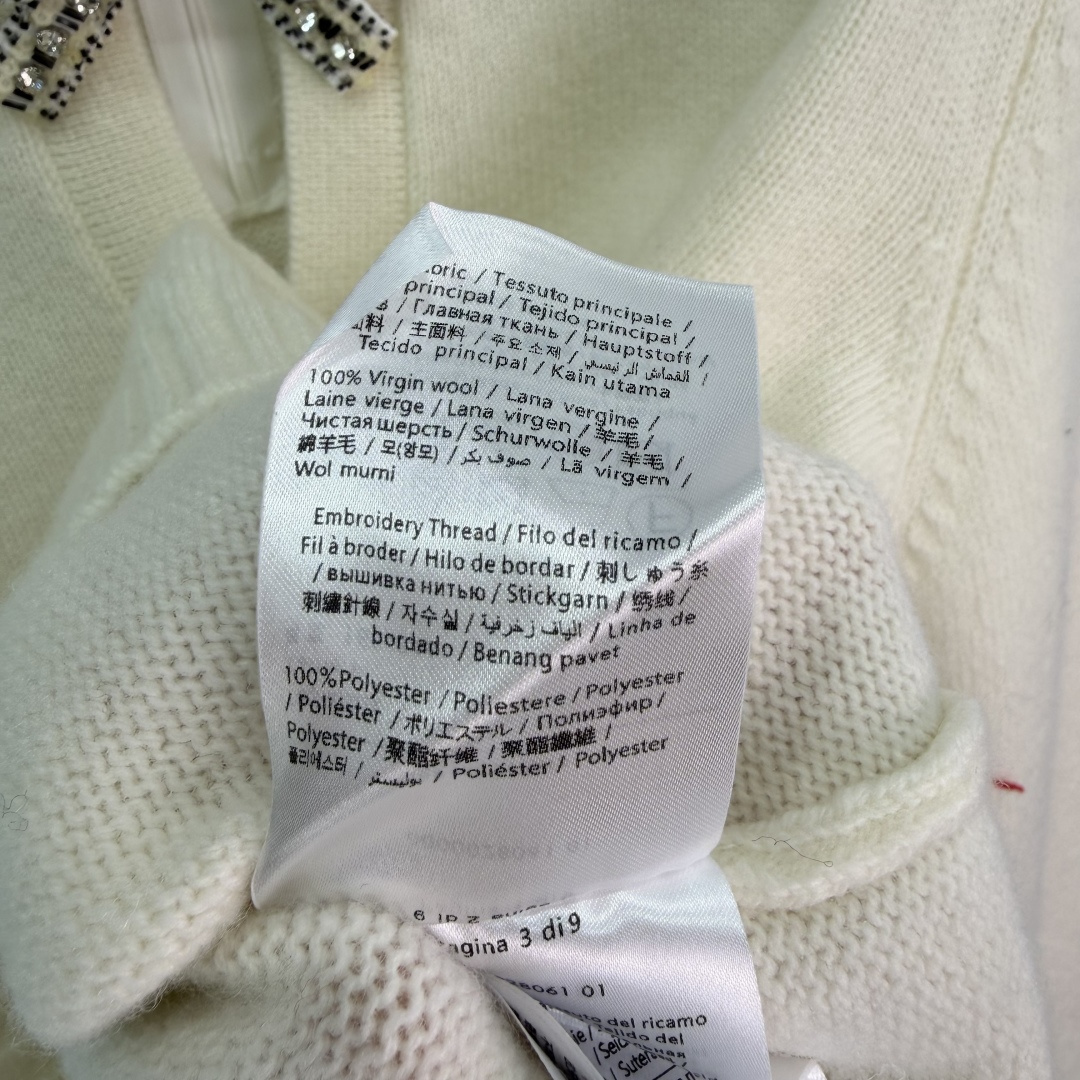 / Tessuto principale /
principal / Tejido principal /
/ Главная ткань / Hauptstoff /
料 / 主面料 / 주요 소재 / القماش الرئيسي /
Tecido principal / Kain utama
100% Virgin wool / Lana vergine /
Laine vierge / Lana virgen / 羊毛 /
Чистая шерсть / Schurwolle / 羊毛 /
綿羊毛 / 모(양모) / صوف بكر / Lã virgem /
Wol murni
Embroidery Thread / Filo del ricamo /
Fil à broder / Hilo de bordar / 刺しゅう糸
/ вышивка нитью / Stickgarn / 绣线 /
刺繡針線 / 자수실 / الياف زخرفية / Linha de
bordado / Benang pavet
100%Polyester / Poliestere / Polyester
/ Poliéster / ポリエステル / Полиэфир /
Polyester / 聚酯纤维 / 聚酯纖維 /
폴리에스터 / بوليستر / Poliéster / Polyester
3 di 9
8061 01
del ricamo
del